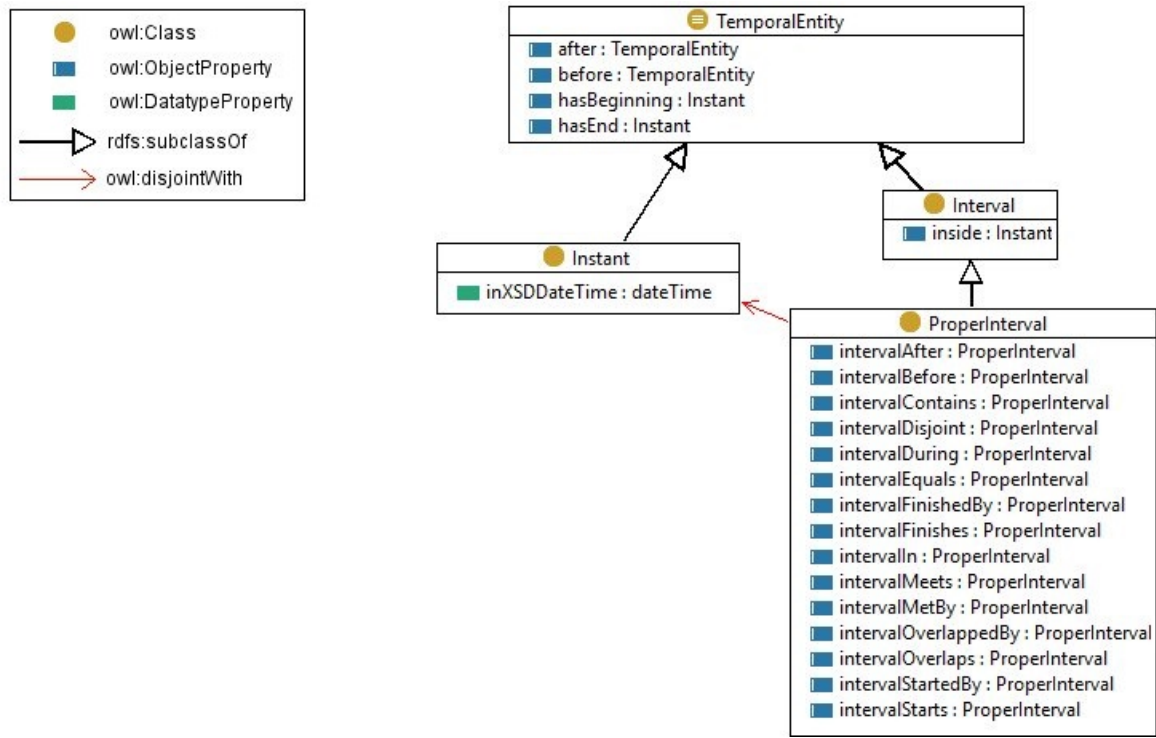 owl:Class
owl:ObjectProperty
owl:DatatypeProperty
rdfs:subclassOf
owl:disjointWith
TemporalEntity
after : TemporalEntity
before : TemporalEntity
hasBeginning : Instant
hasEnd : Instant
Interval
inside : Instant
Instant
inXSDDateTime : dateTime
ProperInterval
intervalAfter : ProperInterval
intervalBefore : ProperInterval
intervalContains : ProperInterval
intervalDisjoint : ProperInterval
intervalDuring : ProperInterval
intervalEquals : ProperInterval
intervalFinishedBy : ProperInterval
intervalFinishes : ProperInterval
intervalIn : ProperInterval
intervalMeets : ProperInterval
intervalMetBy : ProperInterval
intervalOverlappedBy : ProperInterval
intervalOverlaps : ProperInterval
intervalStartedBy : ProperInterval
intervalStarts : ProperInterval